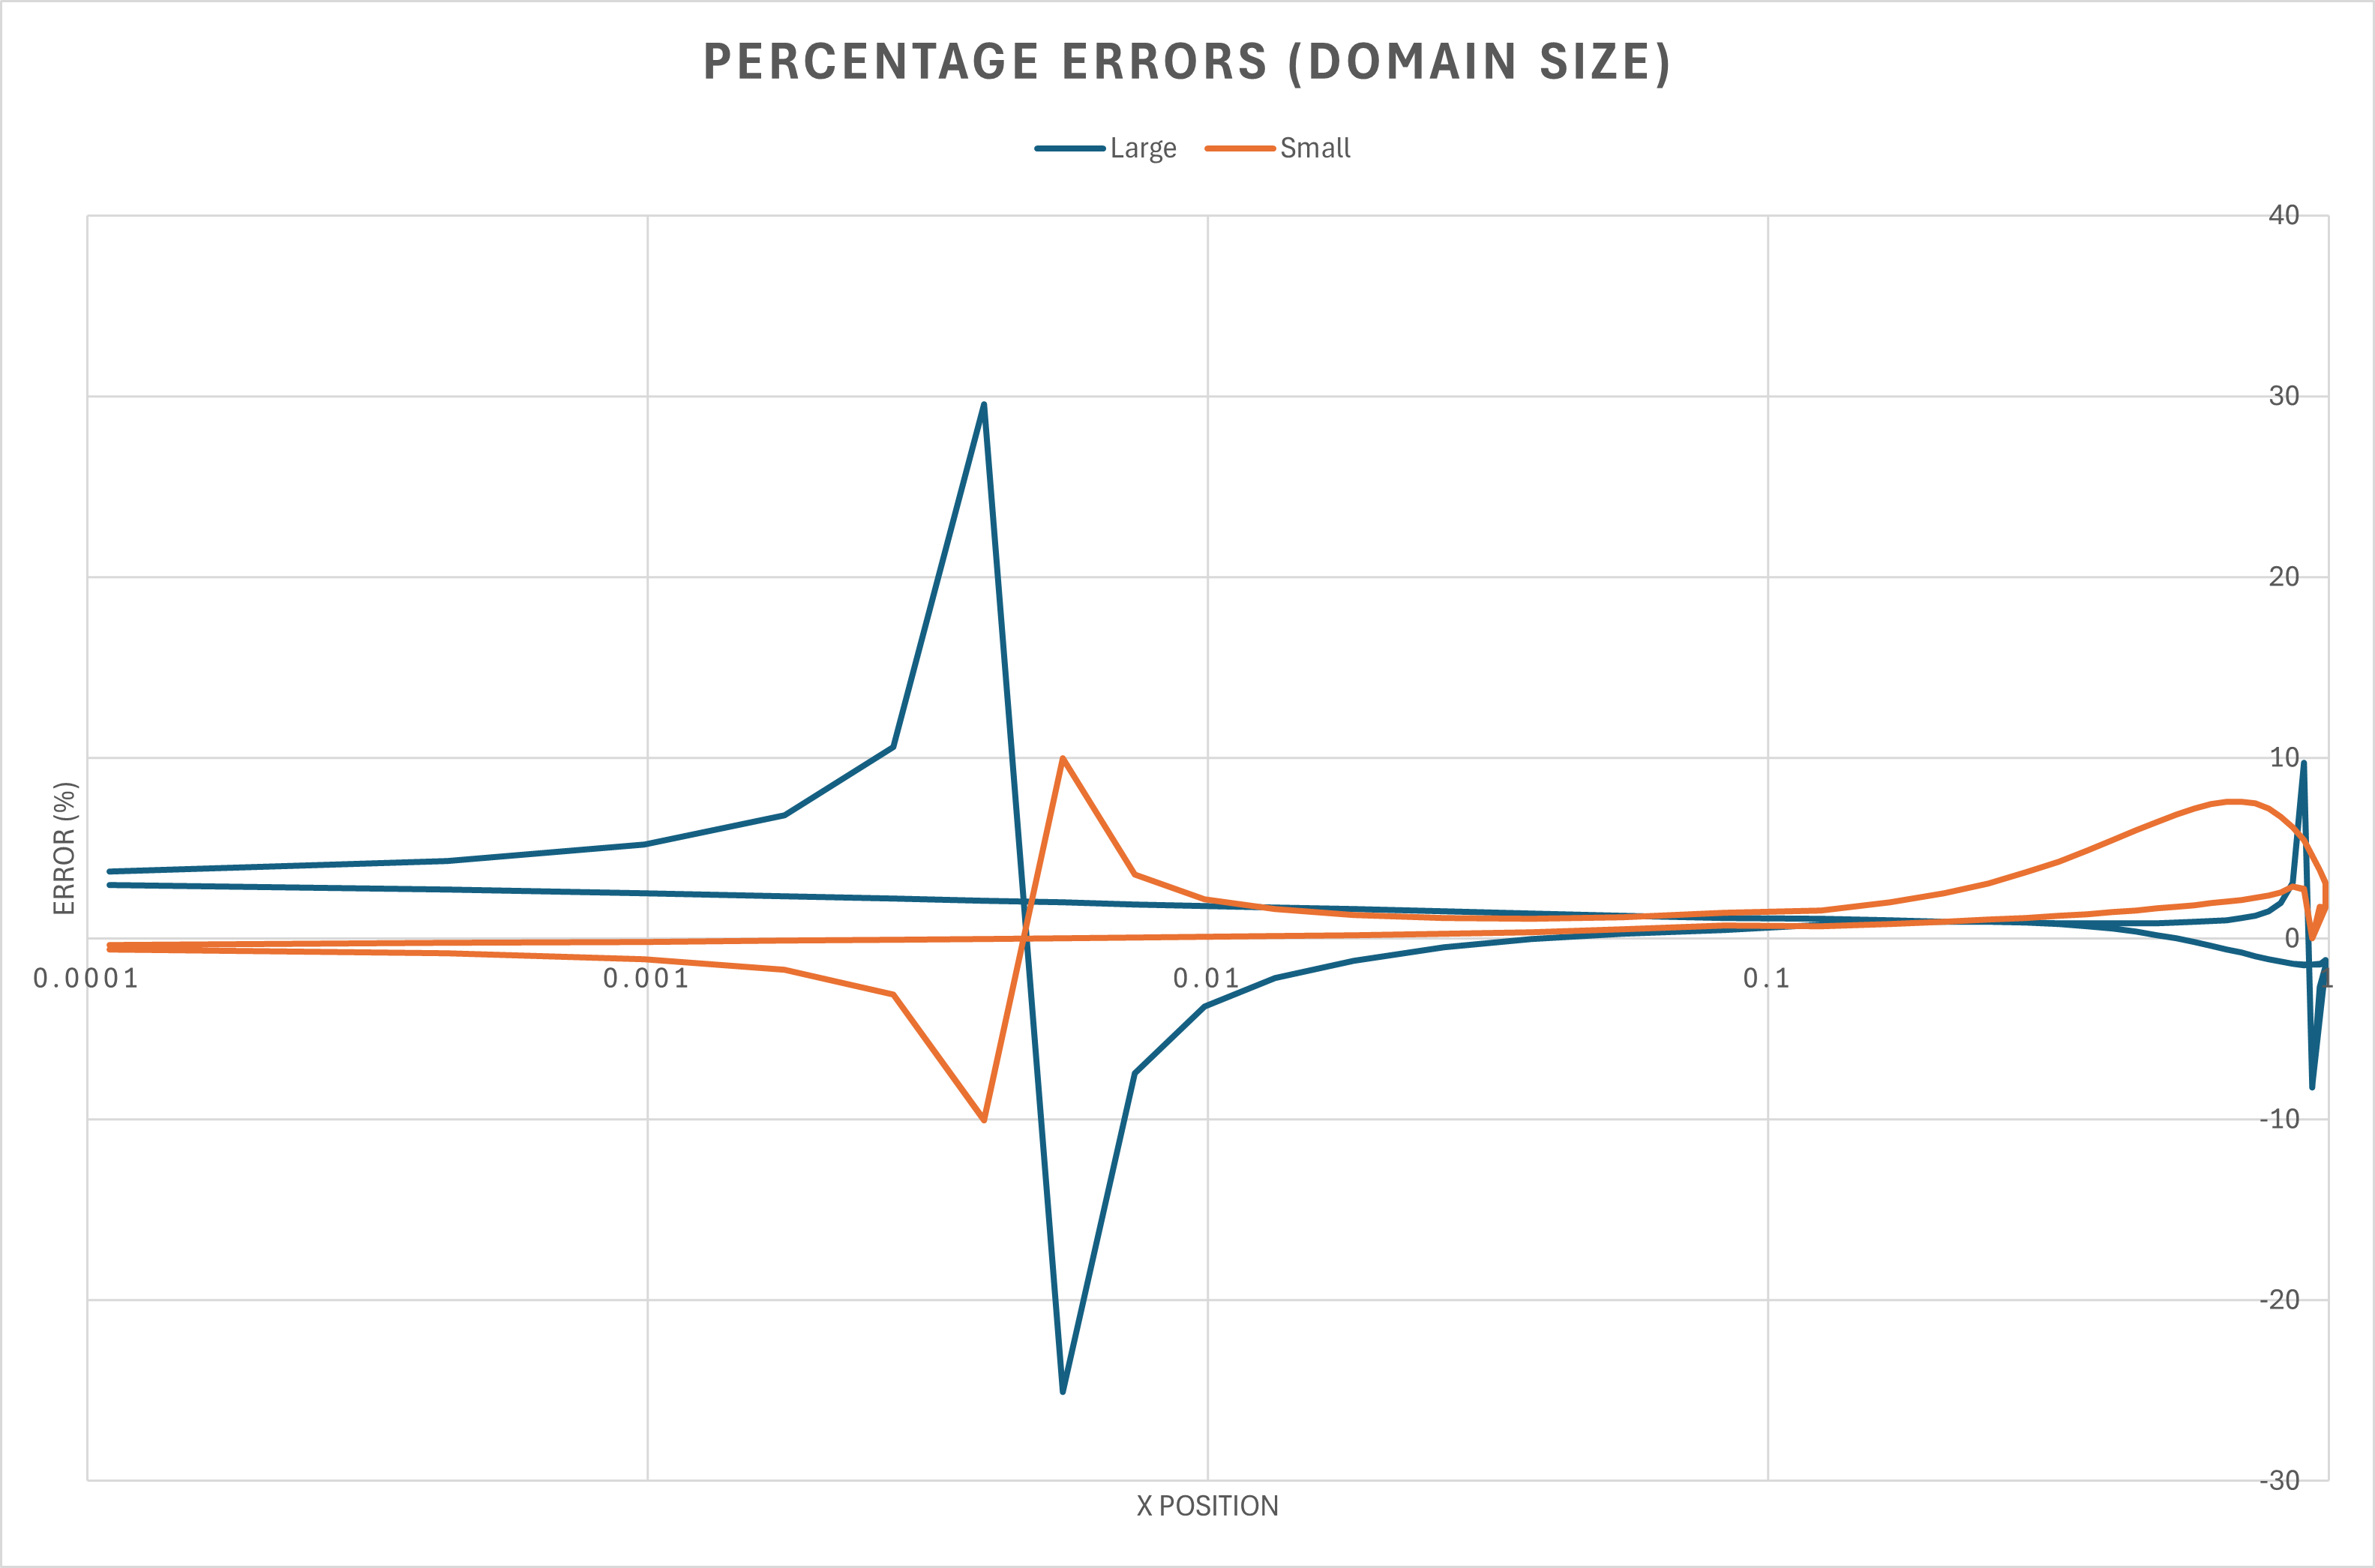 PERCENTAGE ERRORS (DOMAIN SIZE)
Large Small
40
30
20
10
0
-10
-20
-30
ERROR (%)
0.0001 0.001 0.01 0.1 1
X POSITION